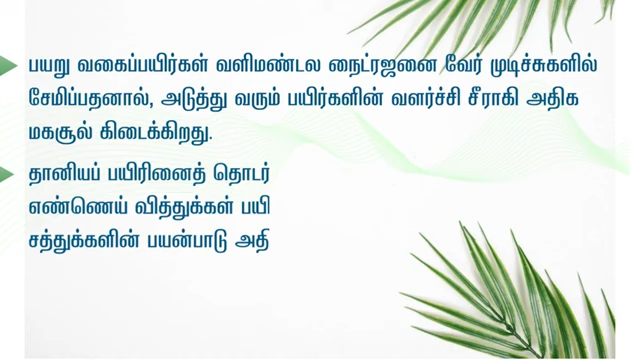 பயறு வகைப்பயிர்கள் வளிமண்டல நைட்ரஜனை வேர் முடிச்சுகளில்
சேமிப்பதனால், அடுத்து வரும் பயிர்களின் வளர்ச்சி சீராகி அதிக
மகசூல் கிடைக்கிறது.
தானியப் பயிரினைத் தொடர்
எண்ணெய் வித்துக்கள் பயி
சத்துக்களின் பயன்பாடு அதி